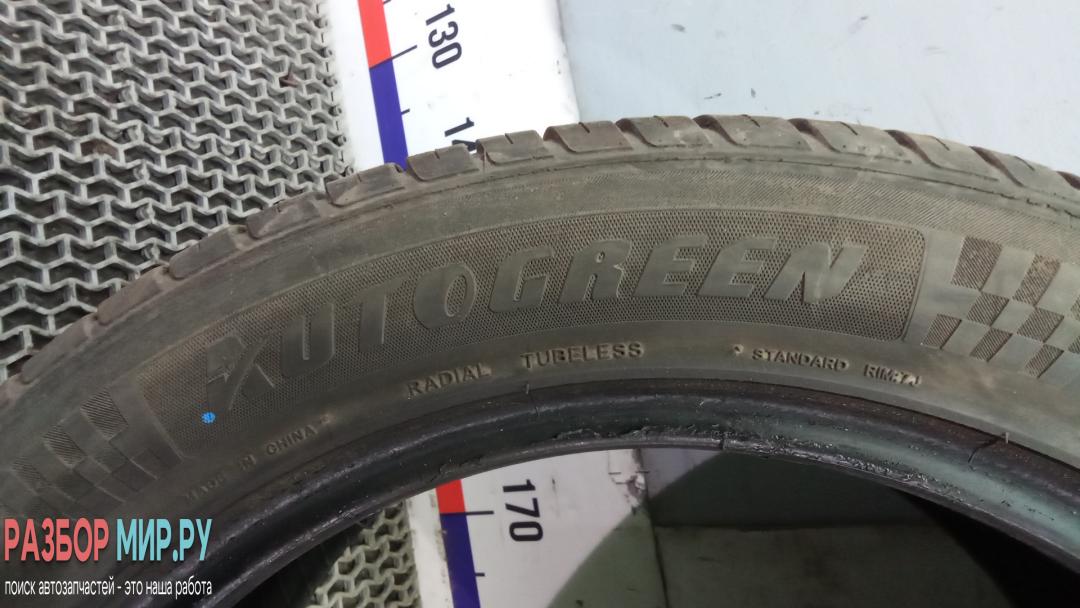 130
AUTOGREEN
RADIAL TUBELESS
STANDARD RIM:7J
MADE IN CHINA
170
РАЗБОР МИР.РУ
поиск автозапчастей - это наша работа